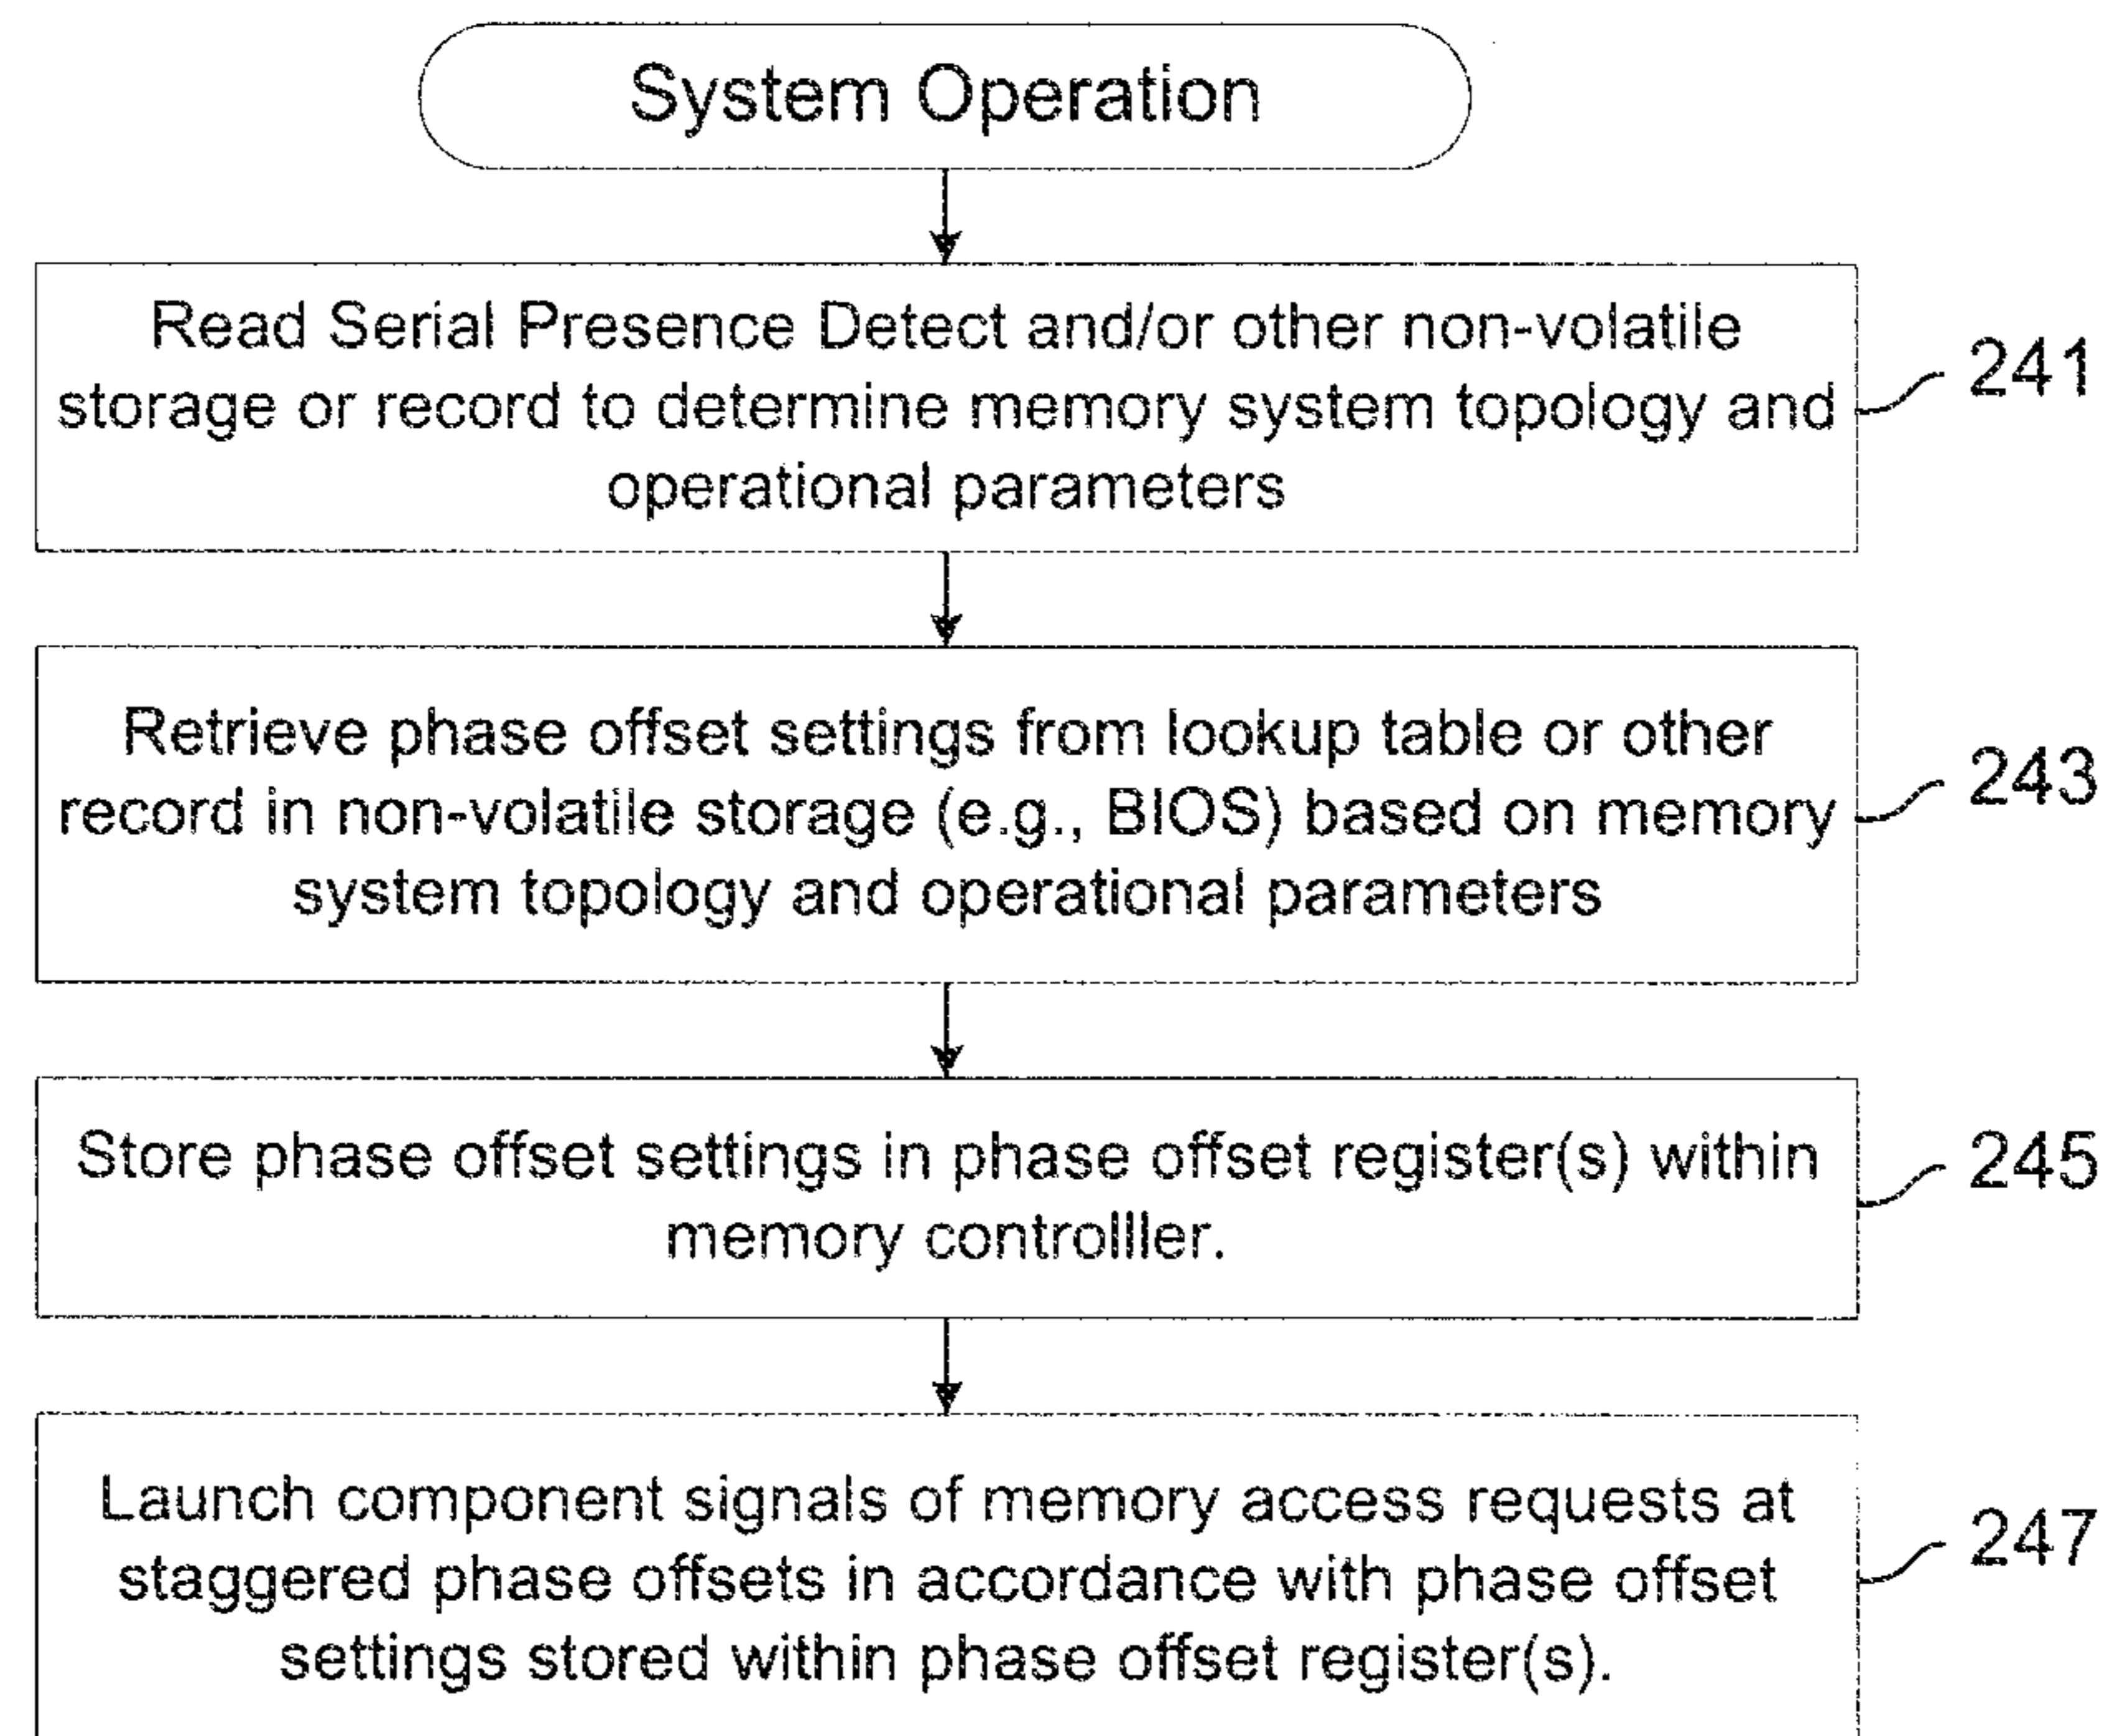 System Operation
Read Serial Presence Detect and/or other non-volatile
storage or record to determine memory system topology and
operational parameters
241
Retrieve phase offset settings from lookup table or other
record in non-volatile storage (e.g., BIOS) based on memory
system topology and operational parameters
243
Store phase offset settings in phase offset register(s) within
memory controllller.
245
Launch component signals of memory access requests at
staggered phase offsets in accordance with phase offset
settings stored within phase offset register(s).
247